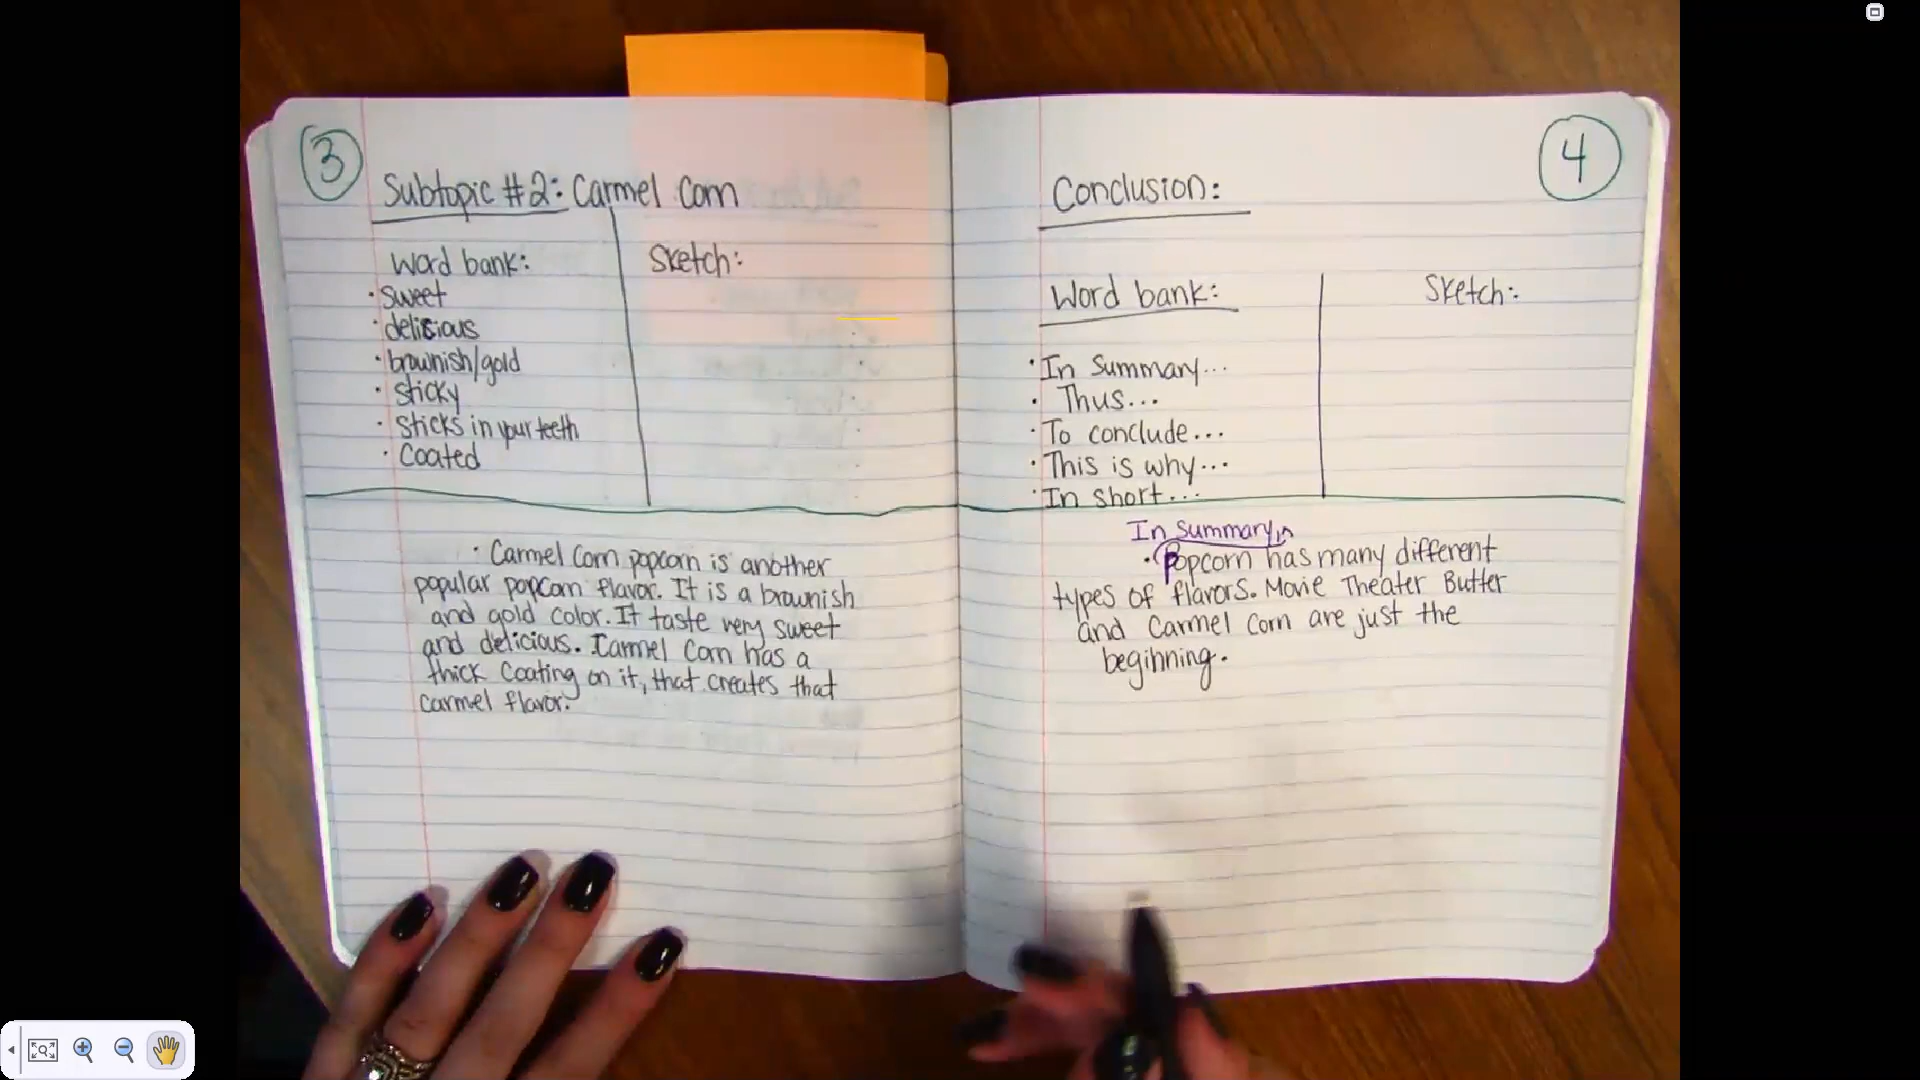 3
Subtopic #2: Carmel Corn
Word bank:
Sketch:
· sweet
· delicious
· brownish/gold
· sticky
· sticks in your teeth
· Coated
· Carmel Corn popcorn is another
popular popcorn flavor. It is a brownish
and gold color. It taste very sweet
and delicious. Carmel Corn has a
thick coating on it, that creates that
carmel flavor.
4
Conclusion:
Word bank:
Sketch:
· In Summary...
· Thus...
· To conclude...
· This is why...
· In short...
In summary,
· Popcorn has many different
types of flavors. Movie Theater Butter
and Carmel Corn are just the
beginning.